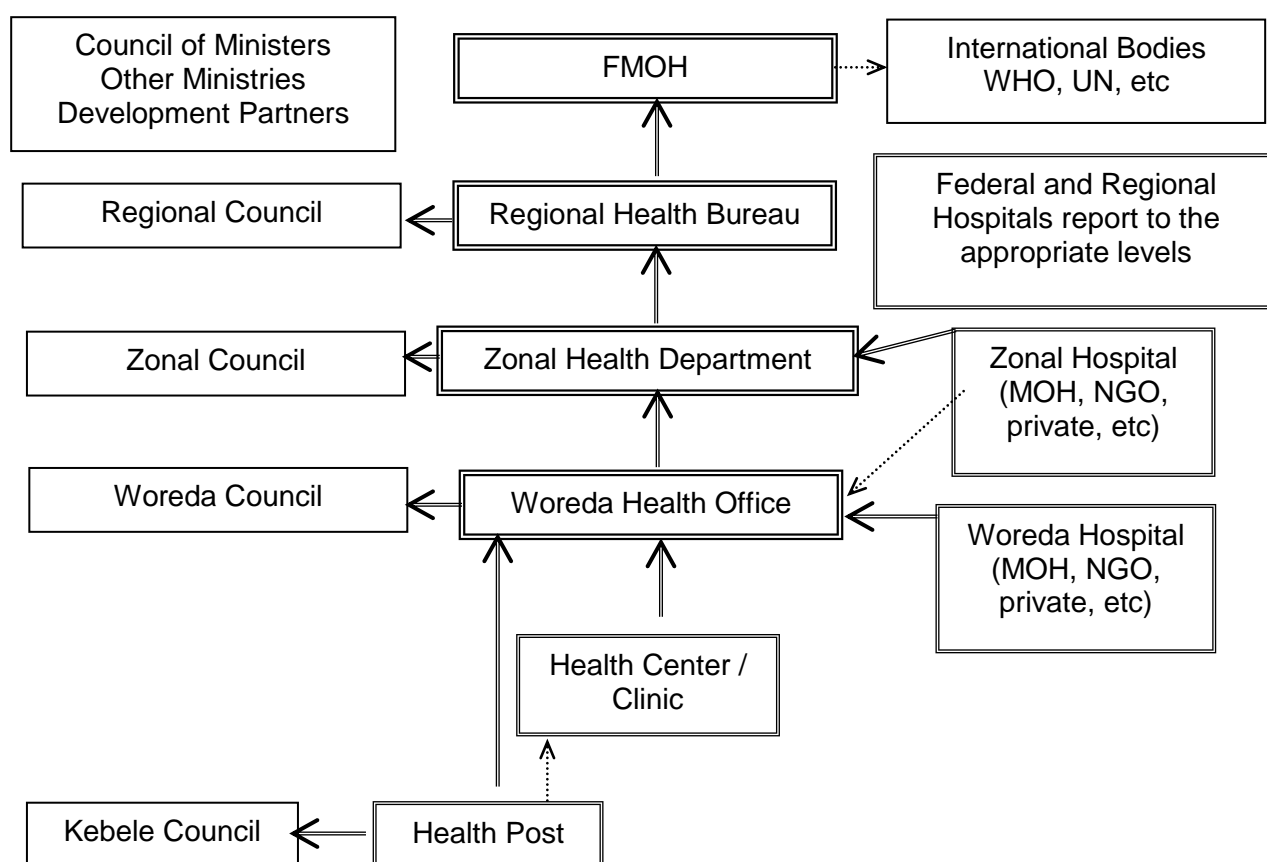 Council of Ministers
Other Ministries
Development Partners
FMOH
International Bodies
WHO, UN, etc
Regional Council
Regional Health Bureau
Federal and Regional
Hospitals report to the
appropriate levels
Zonal Council
Zonal Health Department
Zonal Hospital
(MOH, NGO,
private, etc)
Woreda Council
Woreda Health Office
Woreda Hospital
(MOH, NGO,
private, etc)
Health Center /
Clinic
Kebele Council
Health Post